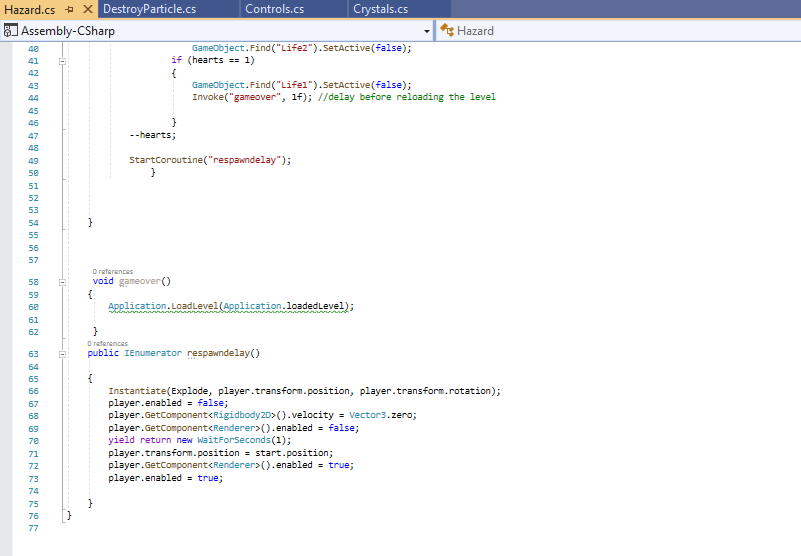 Hazard.cs DestroyParticle.cs Controls.cs Crystals.cs
Assembly-CSharp Hazard
40 GameObject.Find("Life2").SetActive(false);
41 if (hearts == 1)
42 {
43 GameObject.Find("Life1").SetActive(false);
44 Invoke("gameover", 1f); //delay before reloading the level
45
46 }
47 --hearts;
48
49 StartCoroutine("respawndelay");
50 }
51
52
53
54 }
55
56
57
0 references
58 void gameover()
59 {
60 Application.LoadLevel(Application.loadedLevel);
61
62 }
0 references
63 public IEnumerator respawndelay()
64
65 {
66 Instantiate(Explode, player.transform.position, player.transform.rotation);
67 player.enabled = false;
68 player.GetComponent<Rigidbody2D>().velocity = Vector3.zero;
69 player.GetComponent<Renderer>().enabled = false;
70 yield return new WaitForSeconds(1);
71 player.transform.position = start.position;
72 player.GetComponent<Renderer>().enabled = true;
73 player.enabled = true;
74
75 }
76 }
77